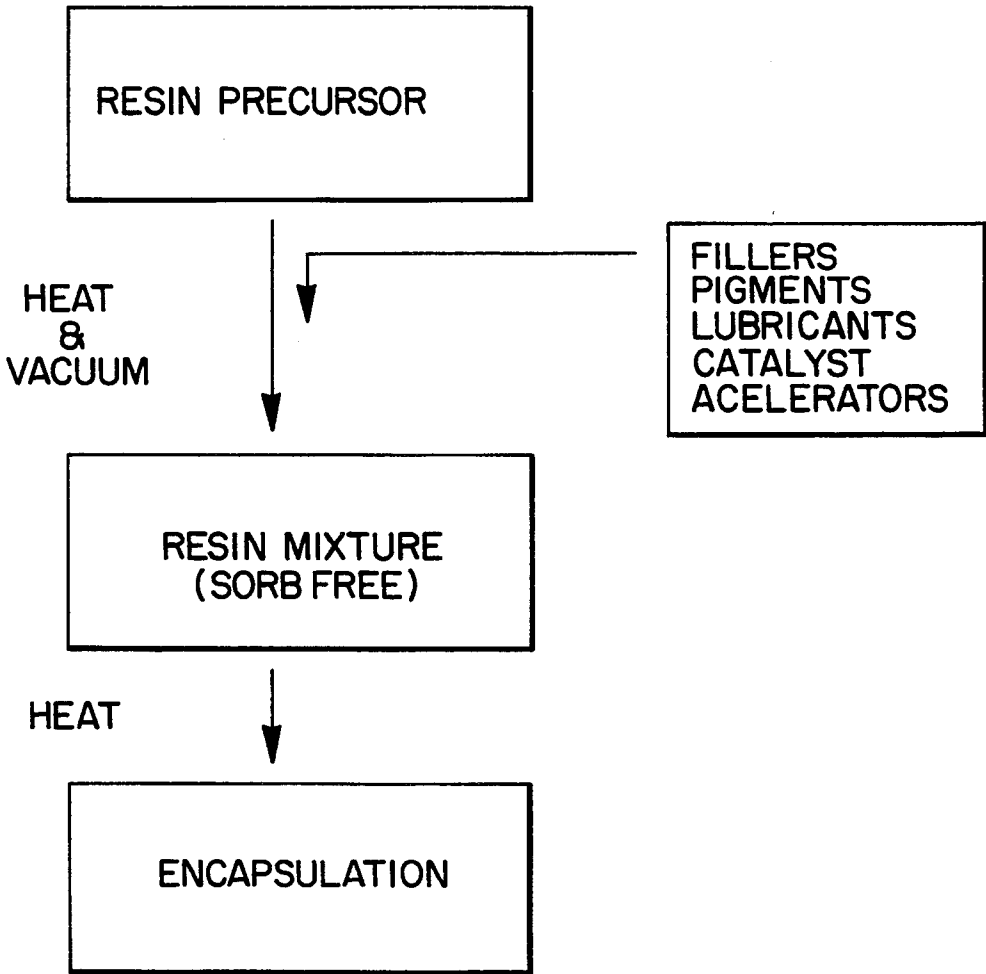 RESIN PRECURSOR
HEAT
&
VACUUM
FILLERS
PIGMENTS
LUBRICANTS
CATALYST
ACELERATORS
RESIN MIXTURE
(SORB FREE)
HEAT
ENCAPSULATION